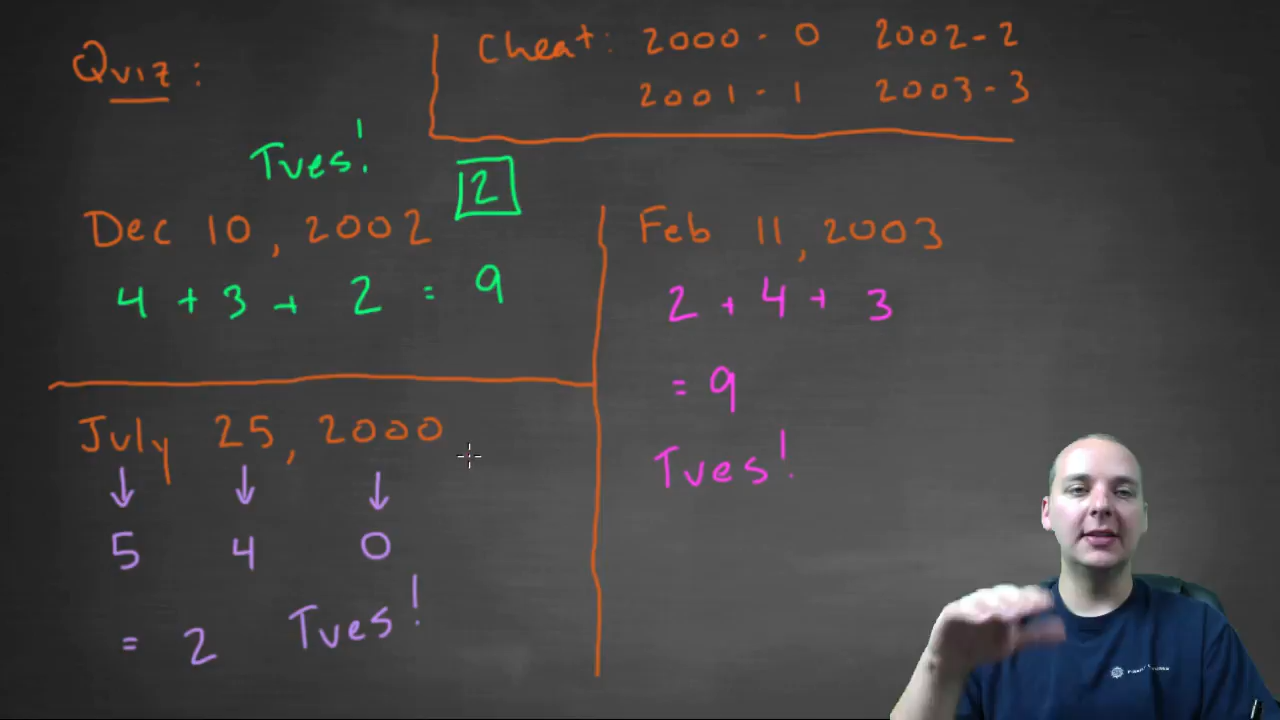 Quiz:
Cheat: 2000 - 0 2002 - 2
2001 - 1 2003 - 3
Tues!
2
Dec 10, 2002
4 + 3 + 2 = 9
July 25, 2000
5 4 0
= 2 Tues!
Feb 11, 2003
2 + 4 + 3
= 9
Tues!